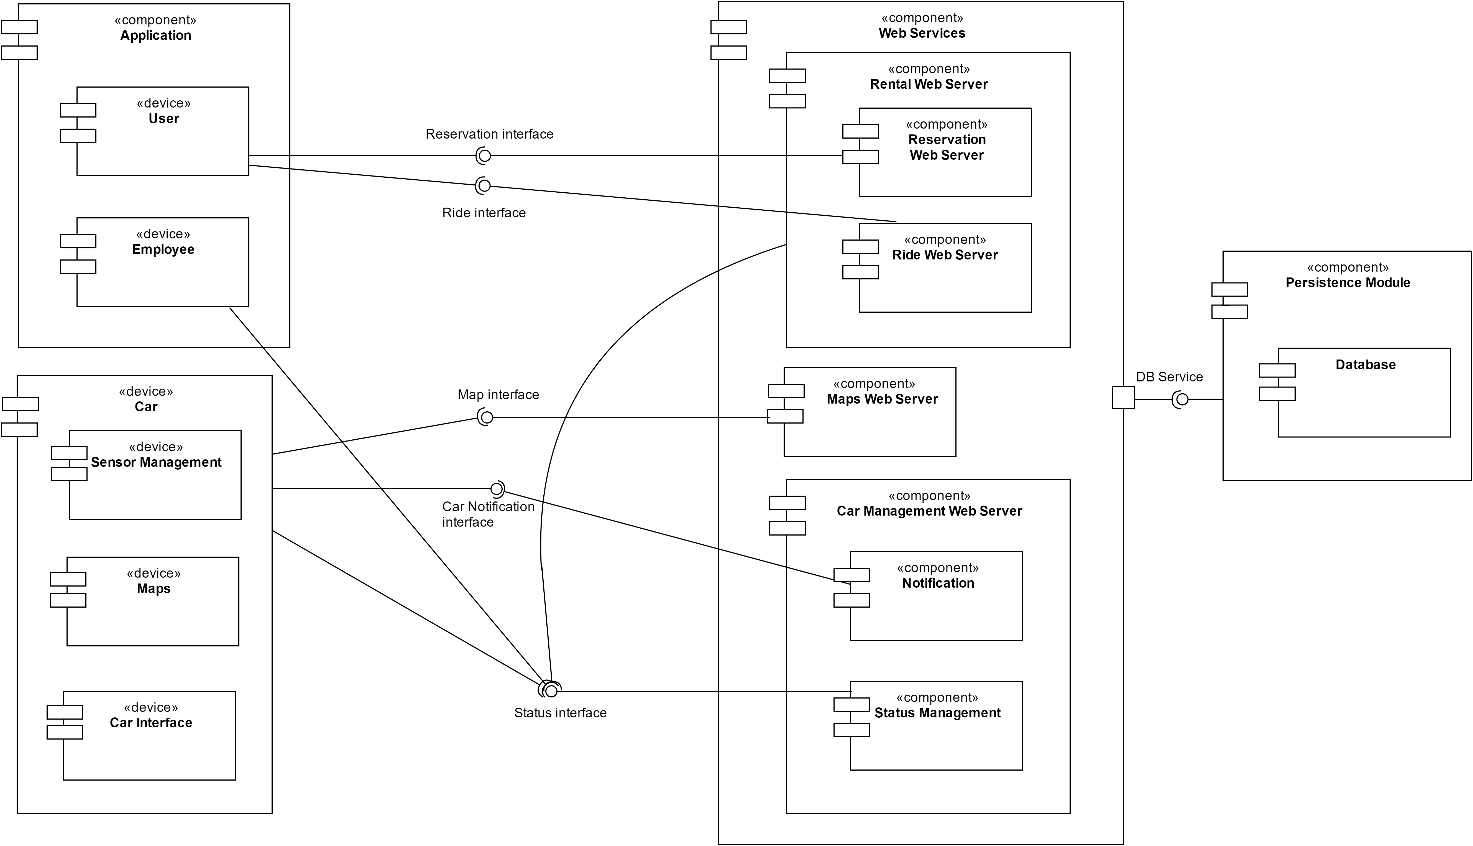 «component»
Application
«device»
User
«device»
Employee
Reservation interface
Ride interface
«component»
Web Services
«component»
Rental Web Server
«component»
Reservation
Web Server
«component»
Ride Web Server
«component»
Persistence Module
Database
DB Service
«device»
Car
«device»
Sensor Management
«device»
Maps
«device»
Car Interface
Map interface
Car Notification
interface
Status interface
«component»
Maps Web Server
«component»
Car Management Web Server
«component»
Notification
«component»
Status Management